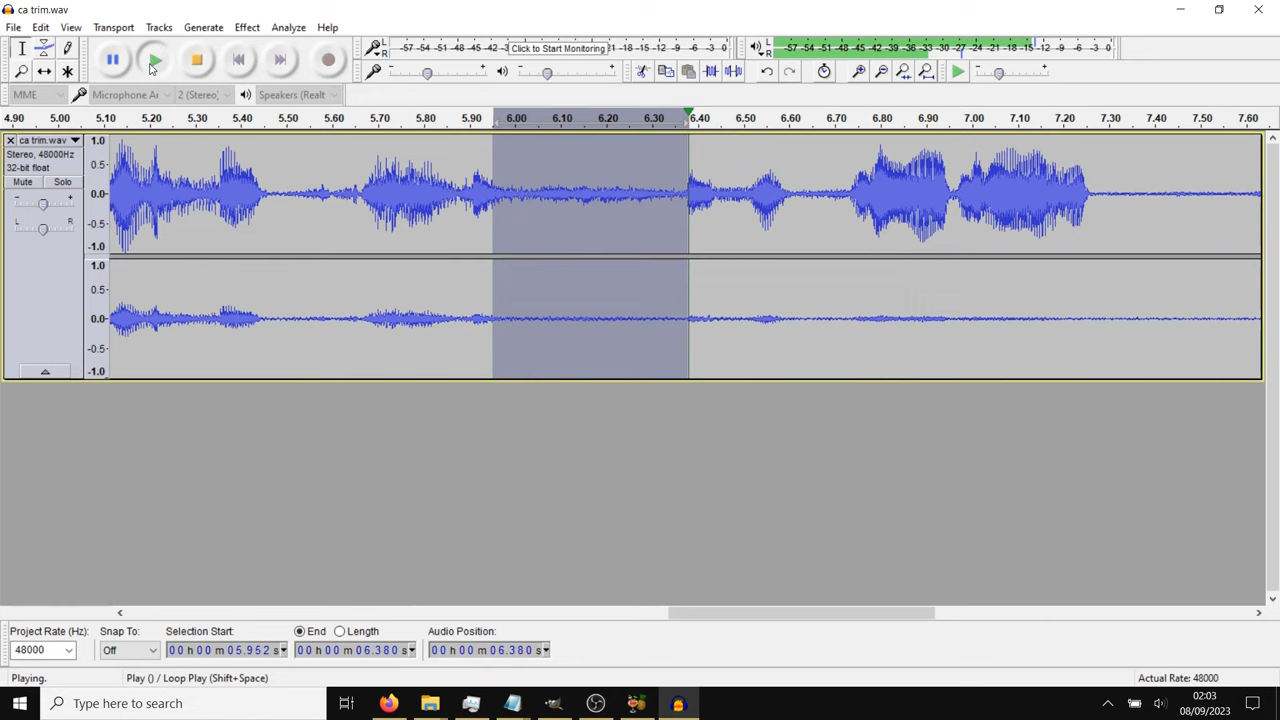 ca trim.wav
File Edit View Transport Tracks Generate Effect Analyze Help
L R -57 -54 -51 -48 -45 -42 - Click to Start Monitoring 21 -18 -15 -12 -9 -6 -3 0
L R -57 -54 -51 -48 -45 -42 -39 -36 -33 -30 -27 -24 -21 -18 -15 -12 -9 -6 -3 0
- + - + - +
MME Microphone Ar 2 (Stereo) Speakers (Realt
4.90 5.00 5.10 5.20 5.30 5.40 5.50 5.60 5.70 5.80 5.90 6.00 6.10 6.20 6.30 6.40 6.50 6.60 6.70 6.80 6.90 7.00 7.10 7.20 7.30 7.40 7.50 7.60
ca trim.wav
Stereo, 48000Hz
32-bit float
Mute Solo
- +
L R
1.0
0.5
0.0
-0.5
-1.0
1.0
0.5
0.0
-0.5
-1.0
Project Rate (Hz): Snap To: Selection Start: End Length Audio Position:
48000 Off 00 h 00 m 05.952 s 00 h 00 m 06.380 s 00 h 00 m 06.380 s
Playing. Play () / Loop Play (Shift+Space) Actual Rate: 48000
Type here to search
02:03
08/09/2023